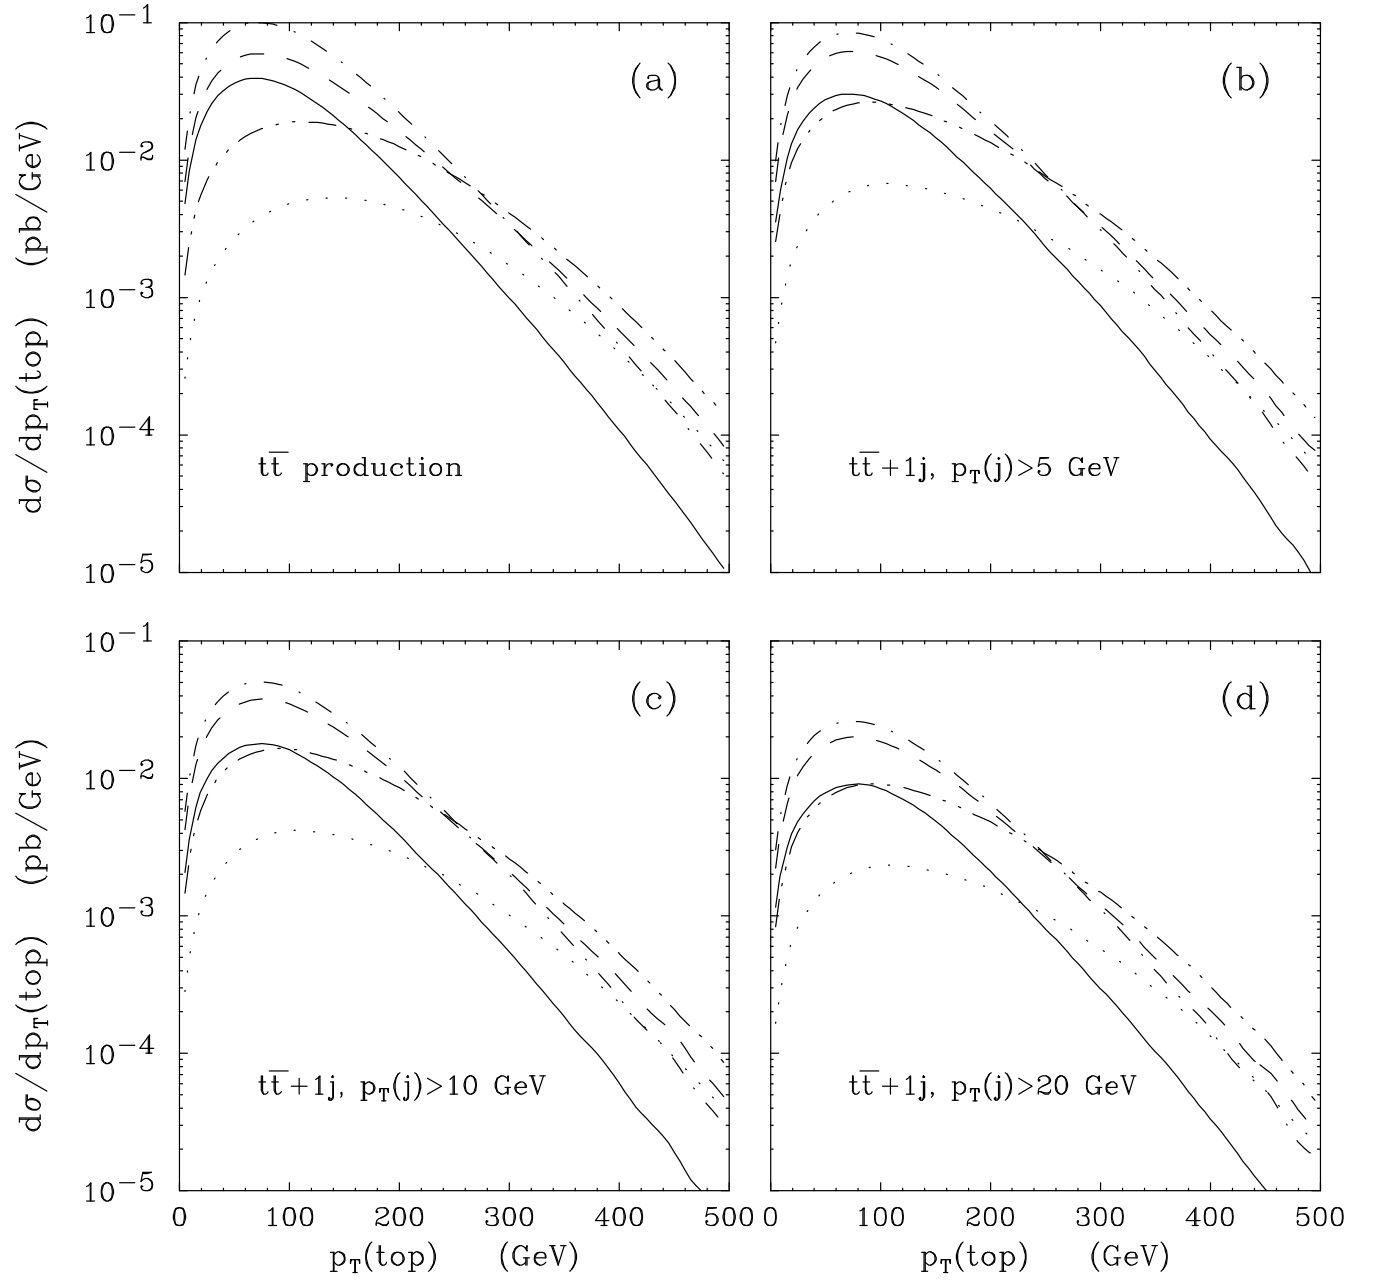 10⁻¹
(a)
(b)
10⁻²
10⁻³
10⁻⁴
10⁻⁵
dσ/dp_T(top) (pb/GeV)
tt̅ production
tt̅+1j, p_T(j)>5 GeV
10⁻¹
(c)
(d)
10⁻²
10⁻³
10⁻⁴
10⁻⁵
dσ/dp_T(top) (pb/GeV)
tt̅+1j, p_T(j)>10 GeV
tt̅+1j, p_T(j)>20 GeV
0 100 200 300 400 500 0 100 200 300 400 500
p_T(top) (GeV)
p_T(top) (GeV)